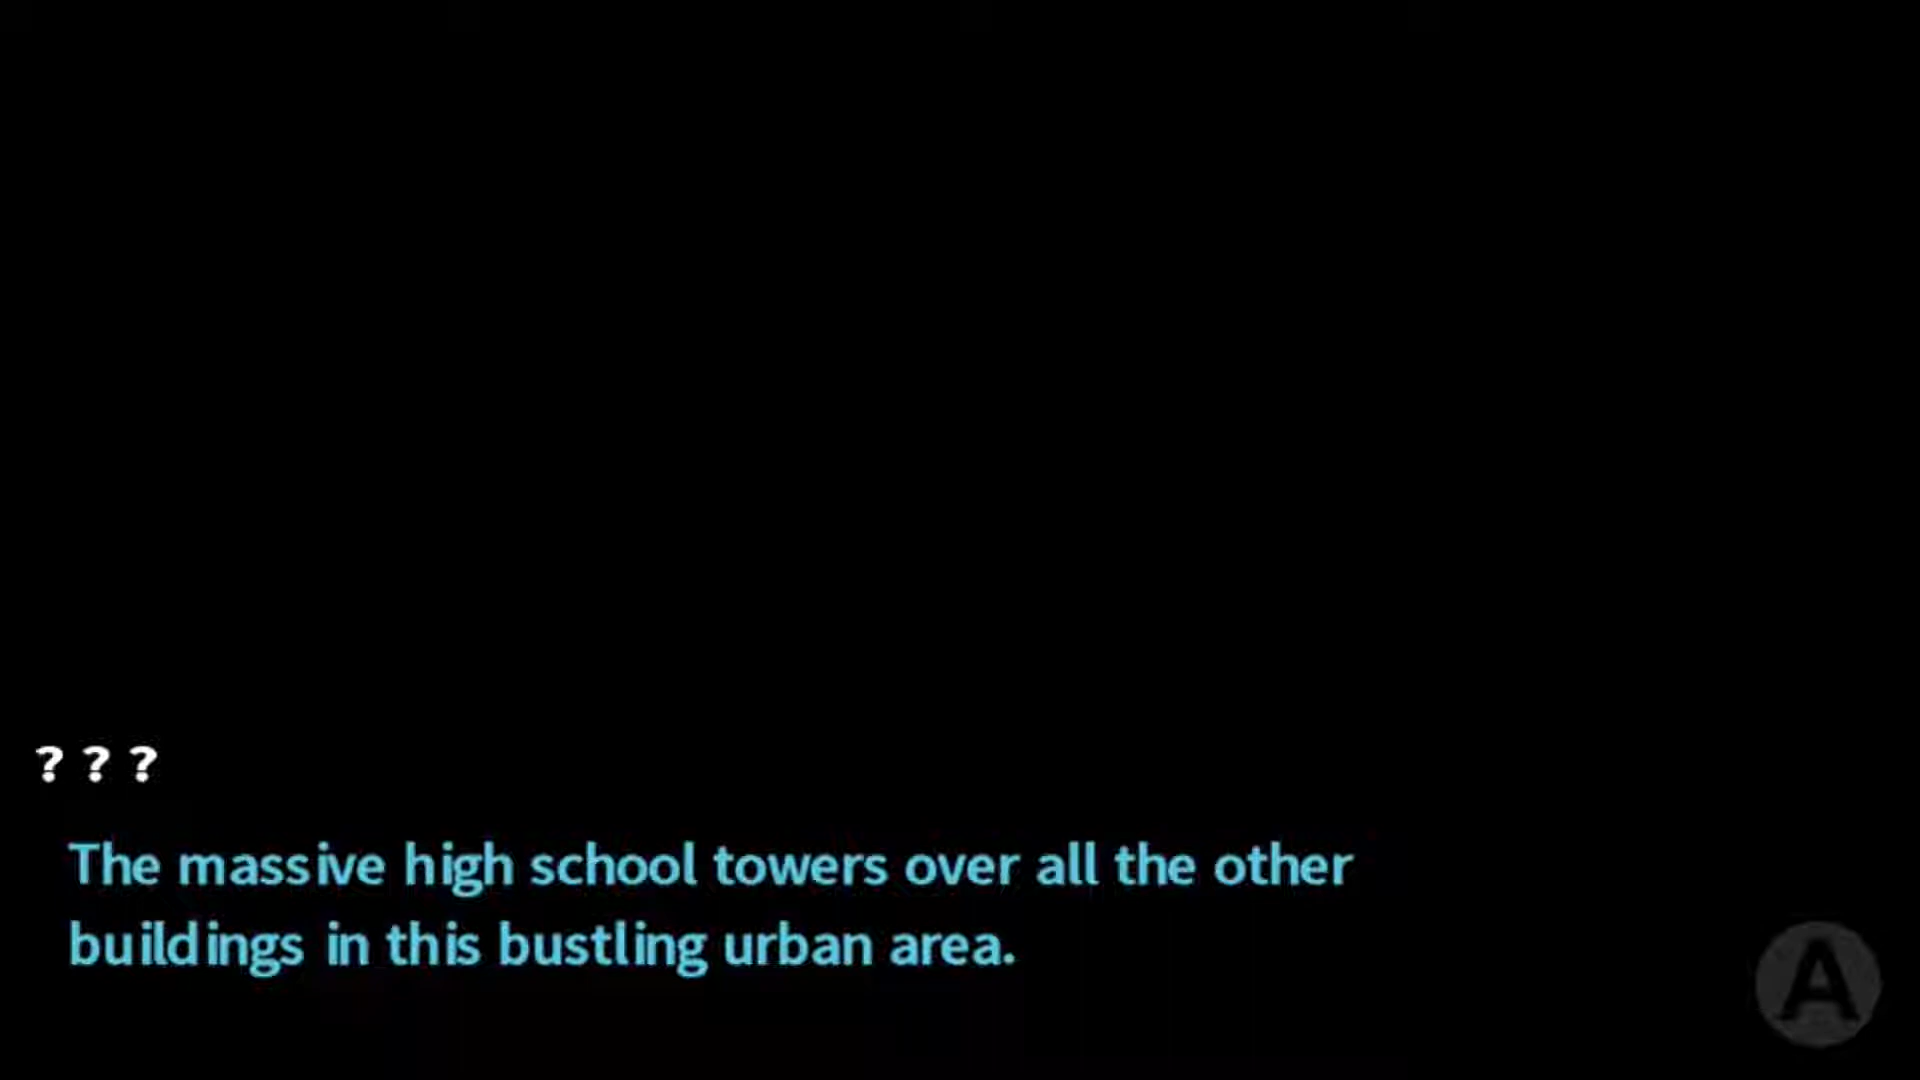 ? ? ?
The massive high school towers over all the other
buildings in this bustling urban area.
A